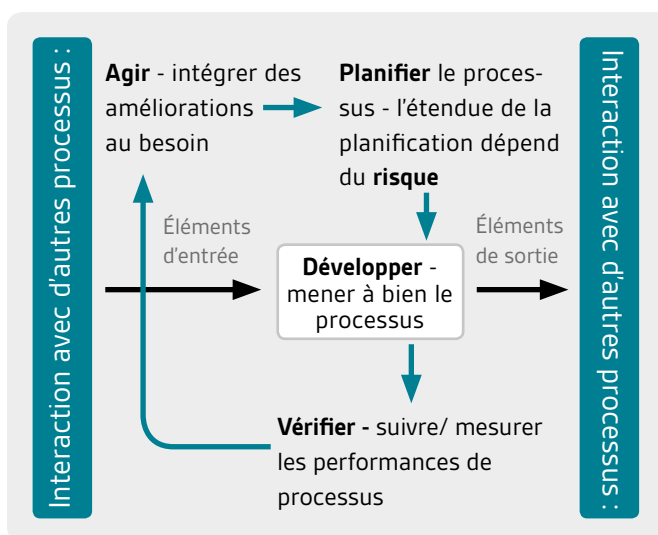 Interaction avec d'autres processus :
Agir - intégrer des
améliorations
au besoin
Planifier le proces-
sus - l'étendue de la
planification dépend
du risque
Éléments
d'entrée
Développer -
mener à bien le
processus
Éléments
de sortie
Vérifier - suivre/ mesurer
les performances de
processus
Interaction avec d'autres processus :